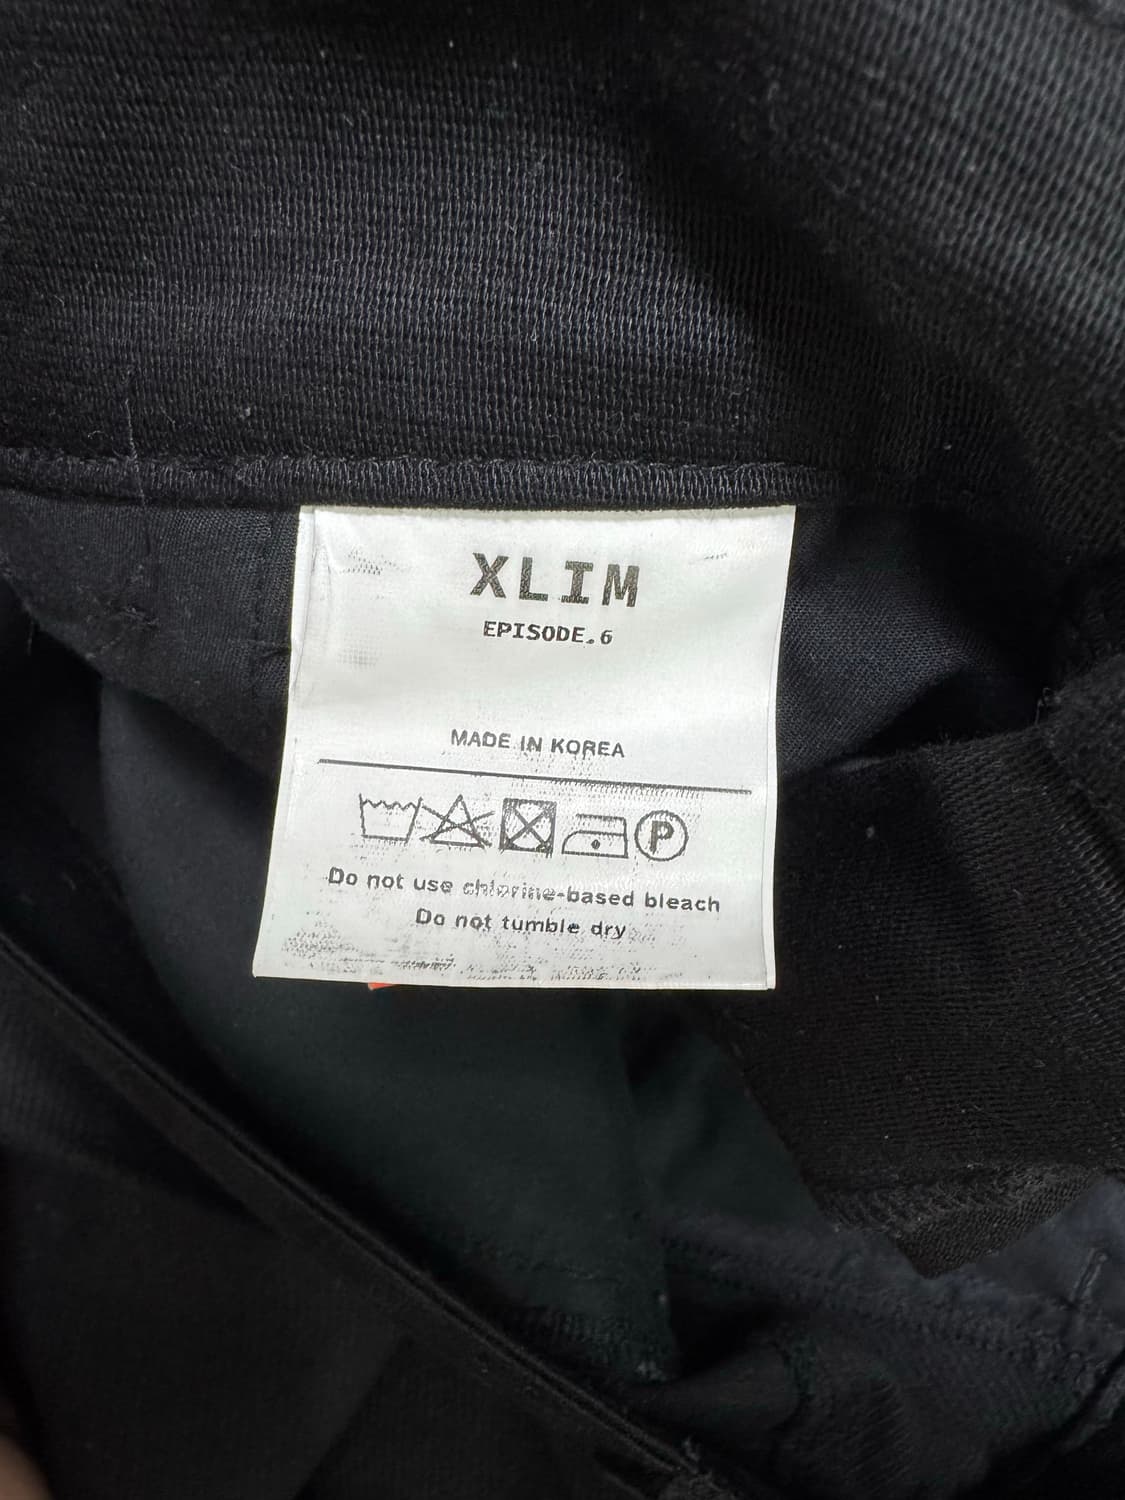 XLIM
EPISODE.6
MADE IN KOREA
P
Do not use chlorine-based bleach
Do not tumble dry